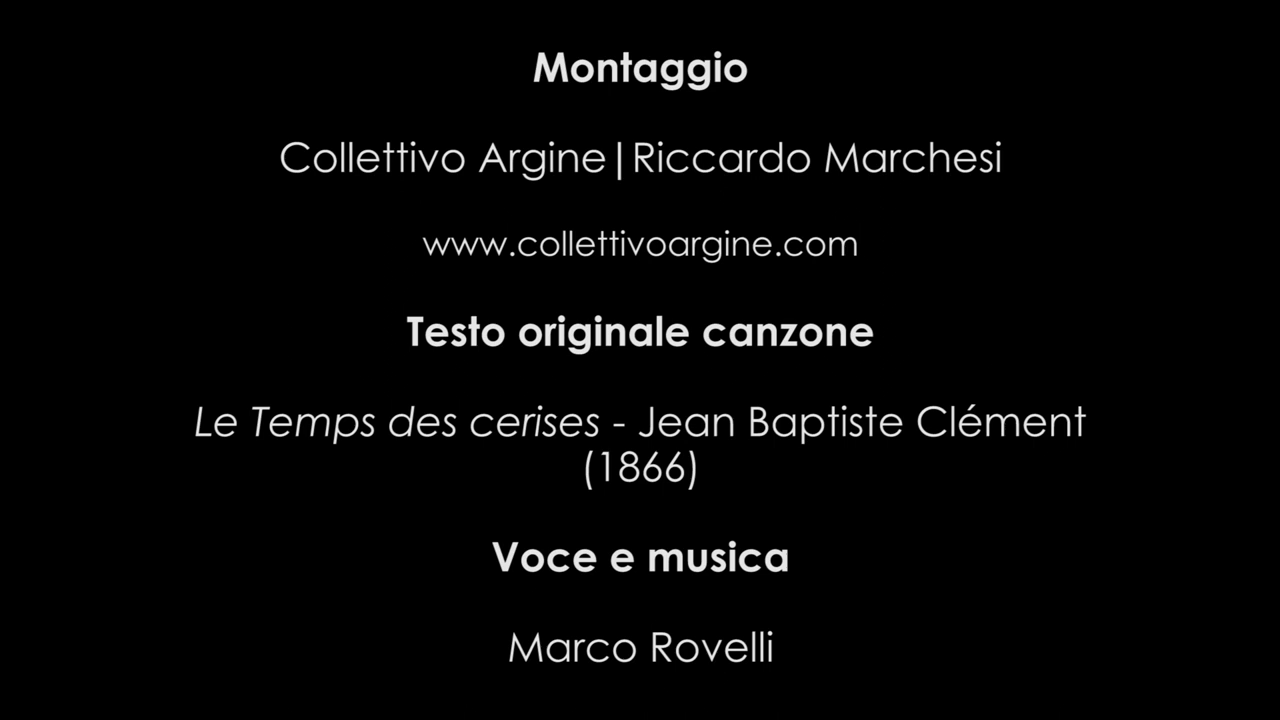 Montaggio
Collettivo Argine|Riccardo Marchesi
www.collettivoargine.com
Testo originale canzone
Le Temps des cerises - Jean Baptiste Clément
(1866)
Voce e musica
Marco Rovelli